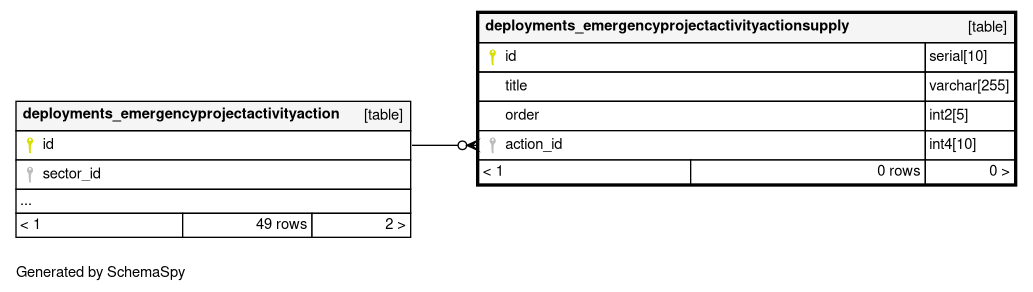 deployments_emergencyprojectactivityactionsupply [table]
id serial[10]
title varchar[255]
order int2[5]
action_id int4[10]
< 1 0 rows 0 >
deployments_emergencyprojectactivityaction [table]
id
sector_id
...
< 1 49 rows 2 >
Generated by SchemaSpy